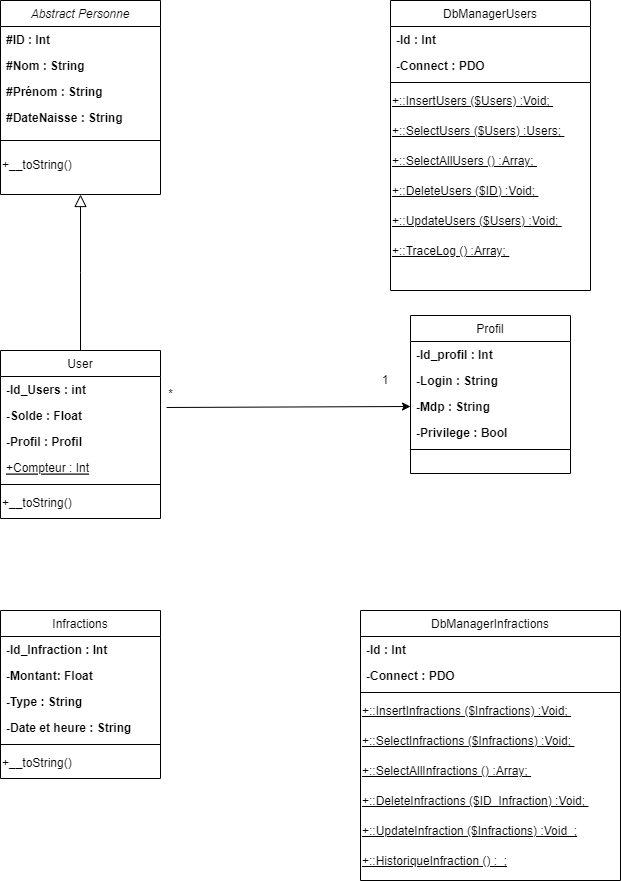 Abstract Personne
#ID : Int
#Nom : String
#Prénom : String
#DateNaisse : String
+__toString()
DbManagerUsers
-Id : Int
-Connect : PDO
+::InsertUsers ($Users) :Void;
+::SelectUsers ($Users) :Users;
+::SelectAllUsers () :Array;
+::DeleteUsers ($ID) :Void;
+::UpdateUsers ($Users) :Void;
+::TraceLog () :Array;
User
-Id_Users : int
-Solde : Float
-Profil : Profil
+Compteur : Int
+__toString()
*
1
Profil
-Id_profil : Int
-Login : String
-Mdp : String
-Privilege : Bool
Infractions
-Id_Infraction : Int
-Montant: Float
-Type : String
-Date et heure : String
+__toString()
DbManagerInfractions
-Id : Int
-Connect : PDO
+::InsertInfractions ($Infractions) :Void;
+::SelectInfractions ($Infractions) :Void;
+::SelectAllInfractions () :Array;
+::DeleteInfractions ($ID_Infraction) :Void;
+::UpdateInfraction ($Infractions) :Void ;
+::HistoriqueInfraction () : ;